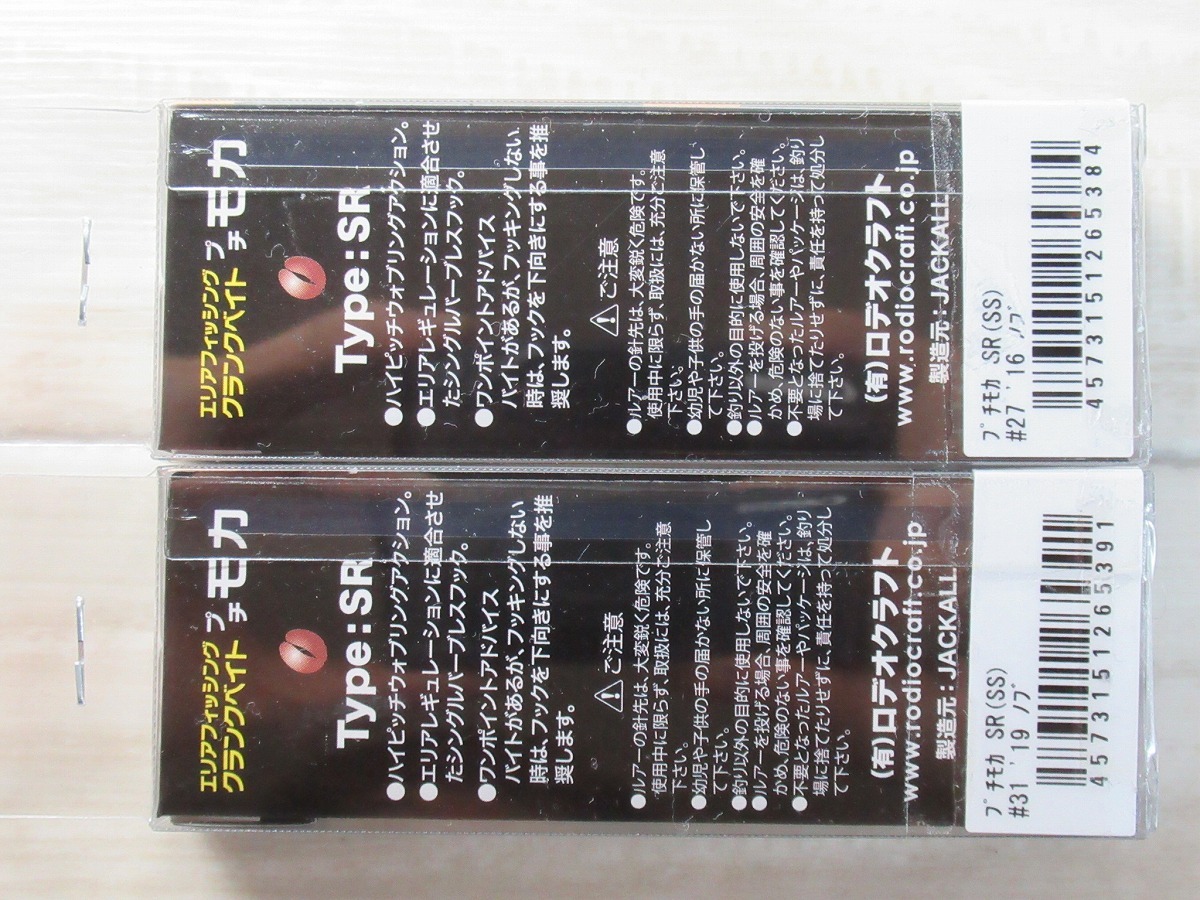 エリアフィッシング
クランクベイト プチモカ
Type:SR
●ハイピッチウォブリングアクション。
●エリアレギュレーションに適合させ
たシングルバーブレスフック。
●ワンポイントアドバイス
バイトがあるが、フッキングしない
時は、フックを下向きにする事を推
奨します。
⚠ご注意
●ルアーの針先は、大変鋭く危険です。
使用中に限らず、取扱には、充分ご注意
下さい。
●幼児や子供の手の届かない所に保管し
て下さい。
●釣り以外の目的に使用しないで下さい。
●ルアーを投げる場合、周囲の安全を確
かめ、危険のない事を確認してください。
●不要となったルアーやパッケージは、釣り
場に捨てたりせずに、責任を持って処分し
て下さい。
(有)ロデオクラフト
www.rodiocraft.co.jp
製造元:JACKALL
プチモカ SR(SS)
#27 '16 ノブ
4573151265384
エリアフィッシング
クランクベイト プチモカ
Type:SR
●ハイピッチウォブリングアクション。
●エリアレギュレーションに適合させ
たシングルバーブレスフック。
●ワンポイントアドバイス
バイトがあるが、フッキングしない
時は、フックを下向きにする事を推
奨します。
⚠ご注意
●ルアーの針先は、大変鋭く危険です。
使用中に限らず、取扱には、充分ご注意
下さい。
●幼児や子供の手の届かない所に保管し
て下さい。
●釣り以外の目的に使用しないで下さい。
●ルアーを投げる場合、周囲の安全を確
かめ、危険のない事を確認してください。
●不要となったルアーやパッケージは、釣り
場に捨てたりせずに、責任を持って処分し
て下さい。
(有)ロデオクラフト
www.rodiocraft.co.jp
製造元:JACKALL
プチモカ SR(SS)
#31 '19 ノブ
4573151265391